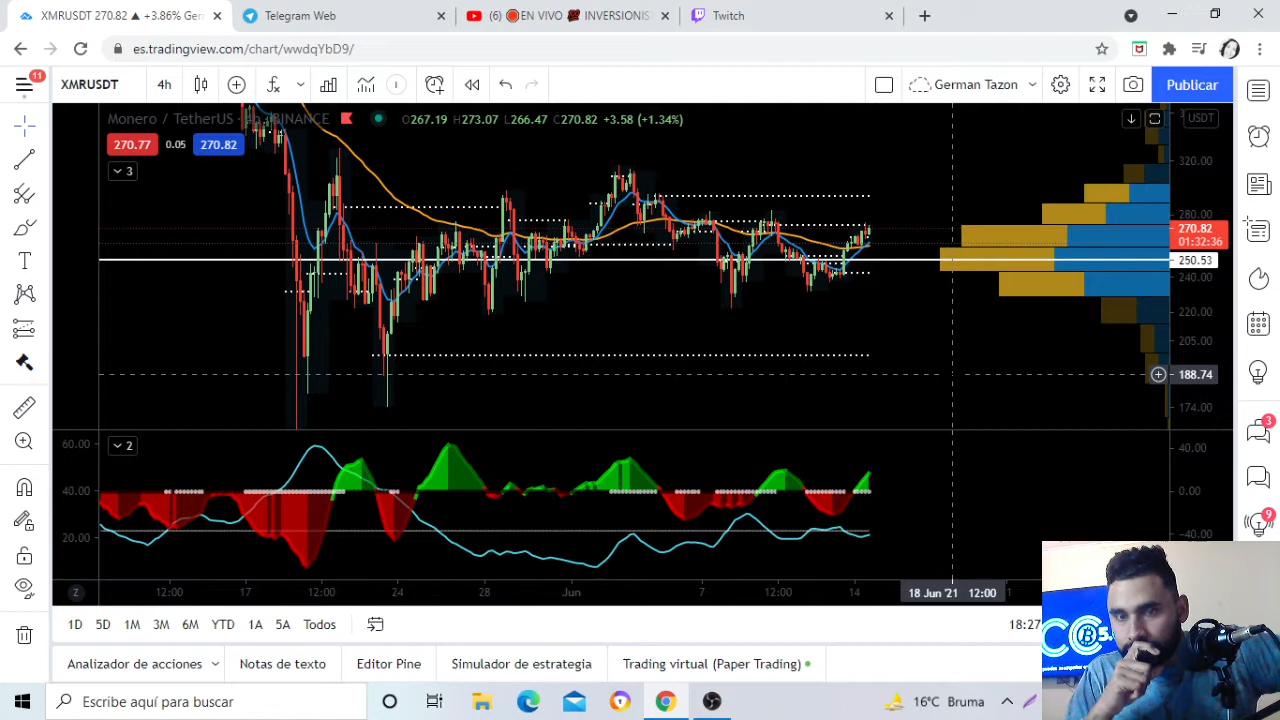 XMRUSDT 270.82 ▲ +3.86% Ger
Telegram Web
(6) 🔴EN VIVO INVERSIONIST
Twitch
es.tradingview.com/chart/wwdqYbD9/
11
XMRUSDT
4h
German Tazon
Publicar
Monero / TetherUS · 4h · BINANCE
O267.19 H273.07 L266.47 C270.82 +3.58 (+1.34%)
USDT
270.77
0.05
270.82
3
320.00
280.00
270.82
01:32:36
250.53
240.00
220.00
205.00
188.74
174.00
2
60.00
40.00
20.00
40.00
0.00
−40.00
3
9
Z
12:00
17
12:00
24
28
Jun
7
12:00
14
18 Jun '21 12:00
1D
5D
1M
3M
6M
YTD
1A
5A
Todos
18:27
Analizador de acciones
Notas de texto
Editor Pine
Simulador de estrategia
Trading virtual (Paper Trading)
Escribe aquí para buscar
16°C Bruma